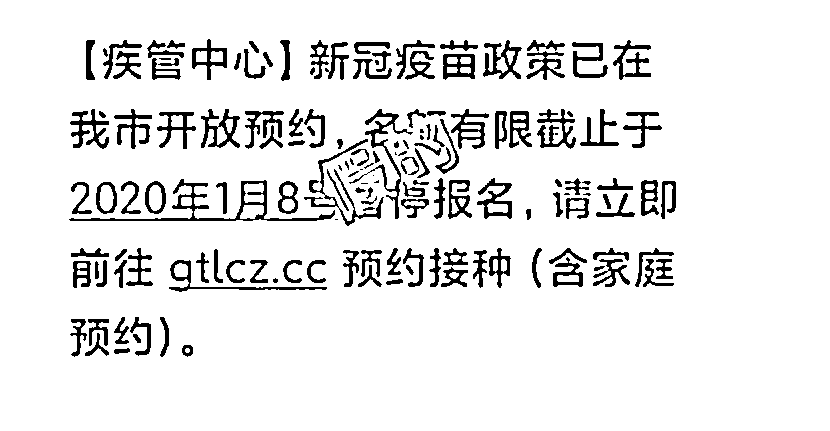 【疾管中心】新冠疫苗政策已在
我市开放预约，名额有限截止于
2020年1月8号暂停报名，请立即
前往 gtlcz.cc 预约接种（含家庭
预约）。